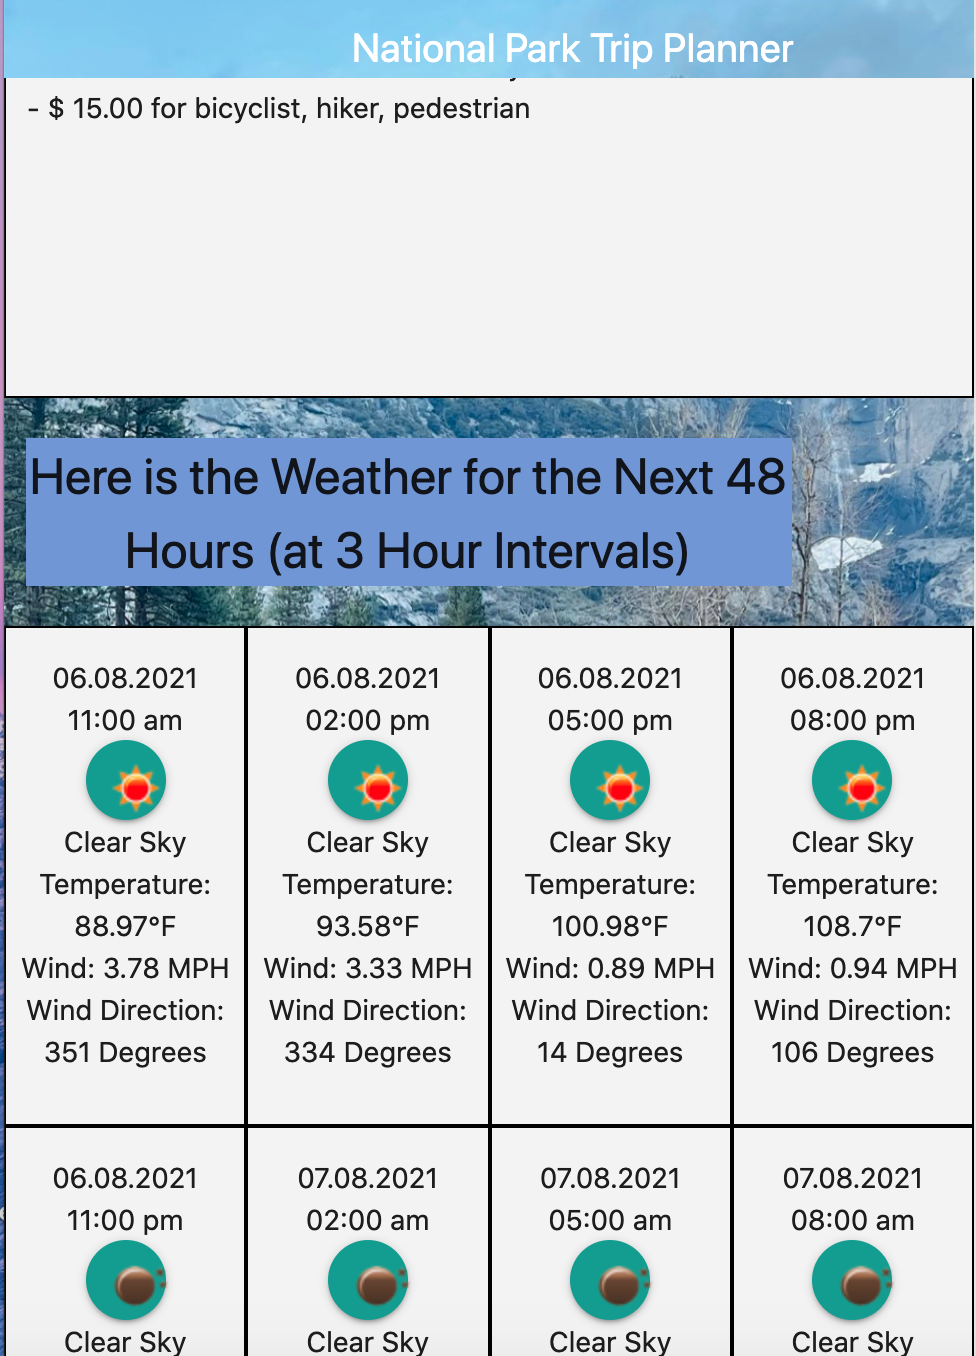 National Park Trip Planner
- $ 15.00 for bicyclist, hiker, pedestrian
Here is the Weather for the Next 48
Hours (at 3 Hour Intervals)
06.08.2021
11:00 am
Clear Sky
Temperature:
88.97°F
Wind: 3.78 MPH
Wind Direction:
351 Degrees
06.08.2021
02:00 pm
Clear Sky
Temperature:
93.58°F
Wind: 3.33 MPH
Wind Direction:
334 Degrees
06.08.2021
05:00 pm
Clear Sky
Temperature:
100.98°F
Wind: 0.89 MPH
Wind Direction:
14 Degrees
06.08.2021
08:00 pm
Clear Sky
Temperature:
108.7°F
Wind: 0.94 MPH
Wind Direction:
106 Degrees
06.08.2021
11:00 pm
Clear Sky
07.08.2021
02:00 am
Clear Sky
07.08.2021
05:00 am
Clear Sky
07.08.2021
08:00 am
Clear Sky